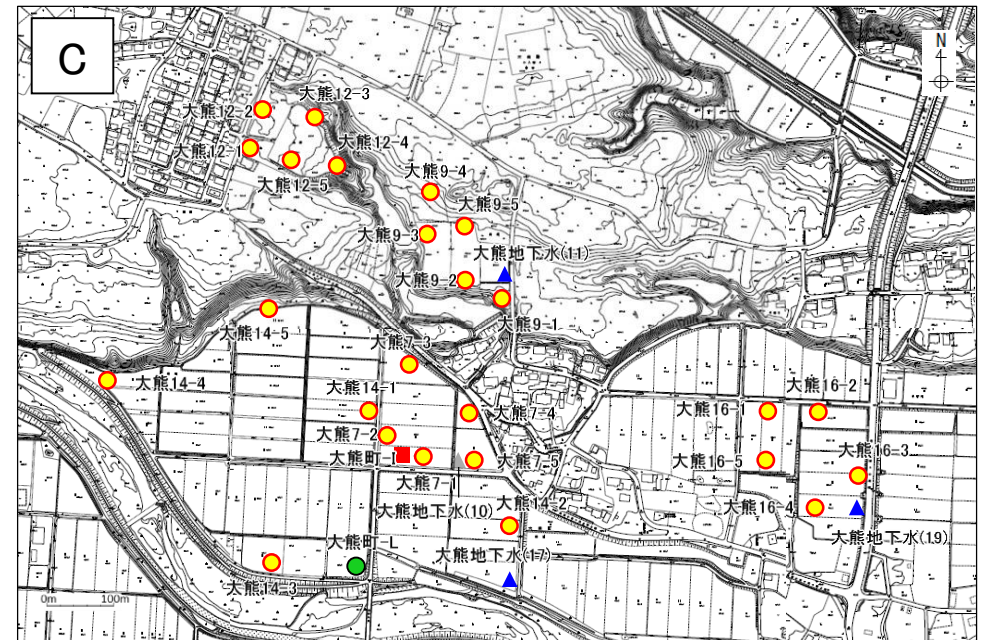 C
N
大熊12-3
大熊12-2
大熊12-4
大熊12-1
大熊12-5
大熊9-4
大熊9-5
大熊9-3
大熊地下水(11)
大熊9-2
大熊9-1
大熊14-5
大熊7-3
大熊14-4
大熊14-1
大熊16-2
大熊16-1
大熊7-4
大熊7-2
大熊町-I
大熊7-5
大熊16-5
大熊16-3
大熊7-1
大熊14-2
大熊地下水(10)
大熊16-4
大熊地下水(19)
大熊町-L
大熊地下水(17)
大熊14-3
0m 100m